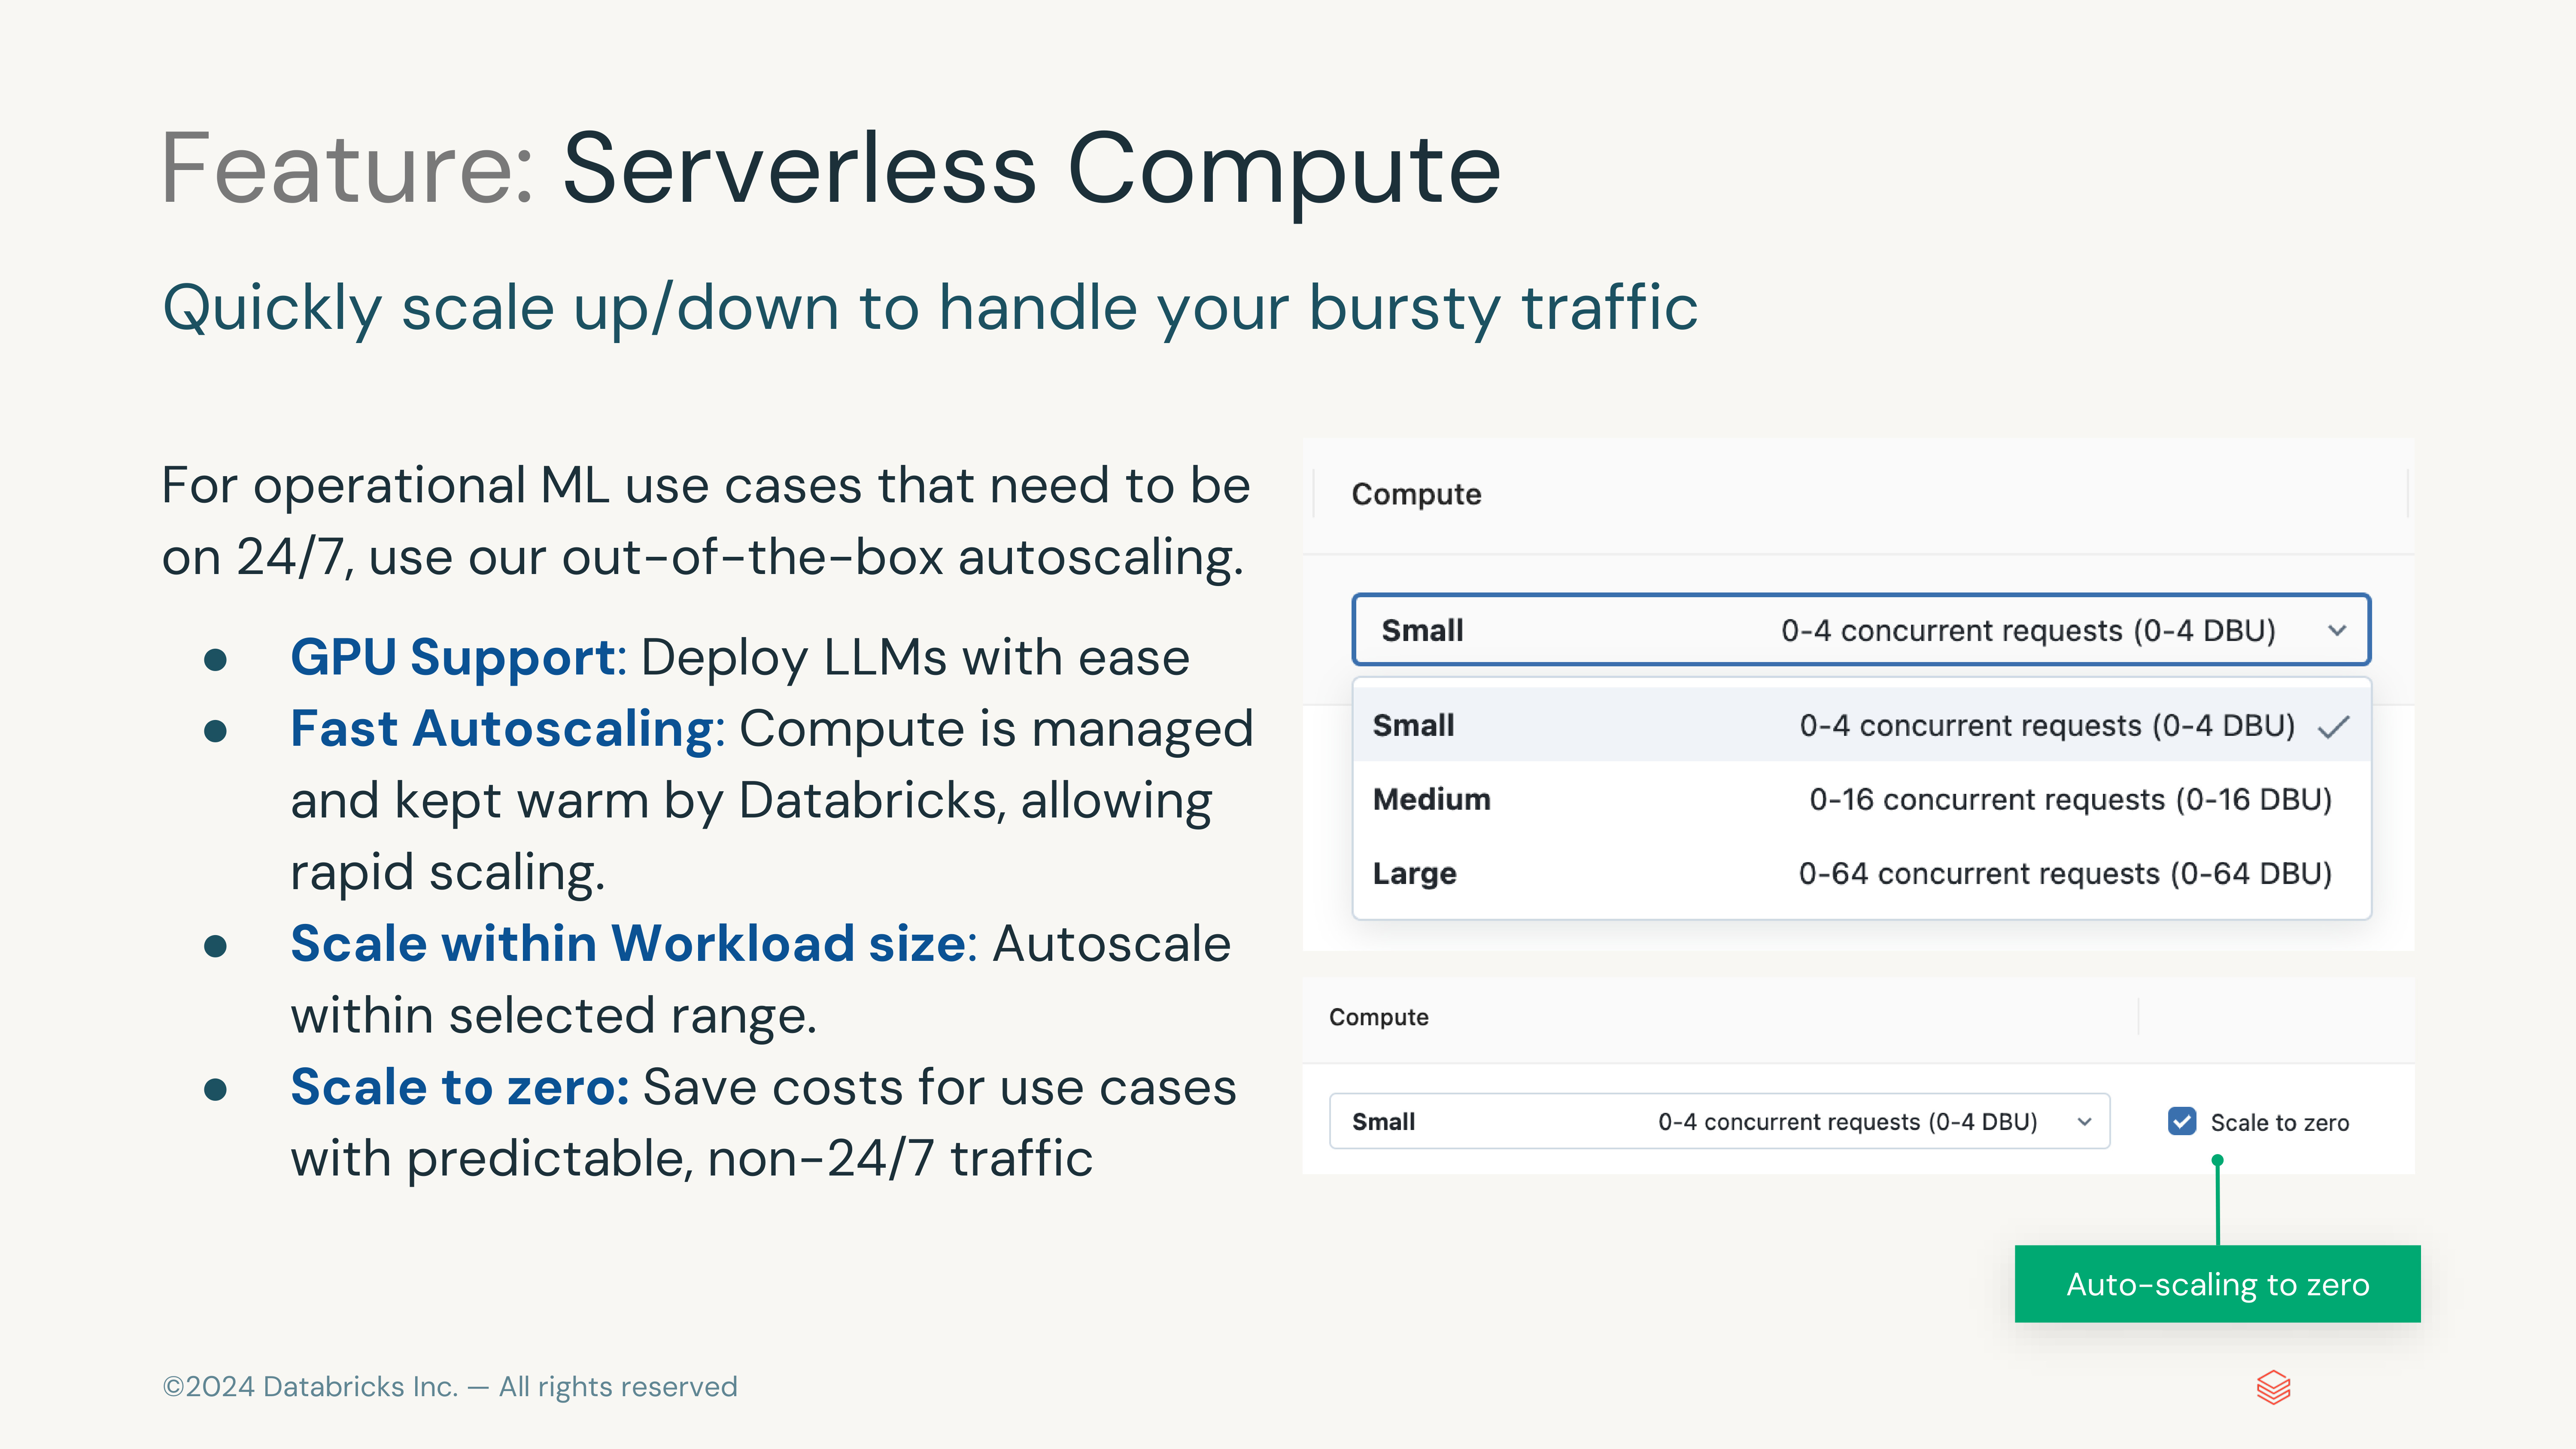 Feature: Serverless Compute
Quickly scale up/down to handle your bursty traffic
For operational ML use cases that need to be
on 24/7, use our out-of-the-box autoscaling.
● GPU Support: Deploy LLMs with ease
● Fast Autoscaling: Compute is managed
and kept warm by Databricks, allowing
rapid scaling.
● Scale within Workload size: Autoscale
within selected range.
● Scale to zero: Save costs for use cases
with predictable, non-24/7 traffic
Compute
Small 0-4 concurrent requests (0-4 DBU)
Small 0-4 concurrent requests (0-4 DBU)
Medium 0-16 concurrent requests (0-16 DBU)
Large 0-64 concurrent requests (0-64 DBU)
Compute
Small 0-4 concurrent requests (0-4 DBU) Scale to zero
Auto-scaling to zero
©2024 Databricks Inc. — All rights reserved